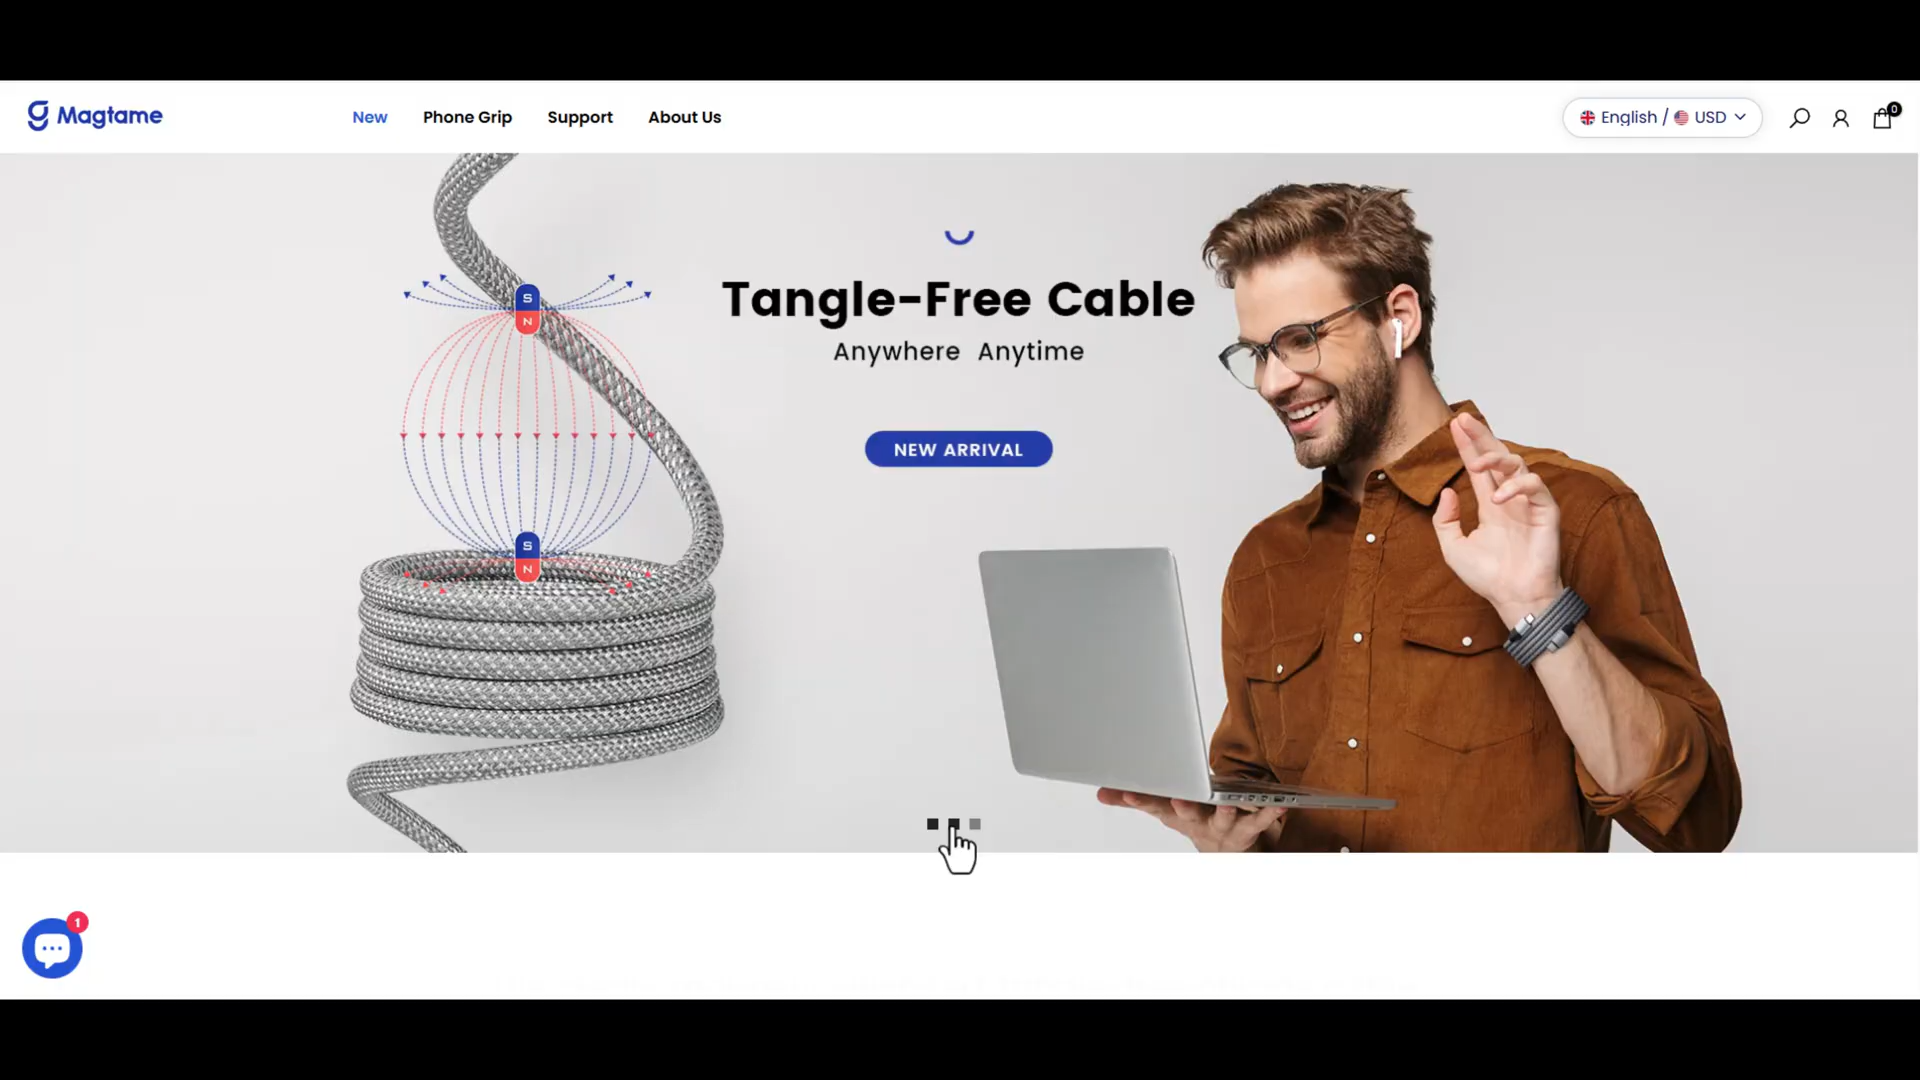 Magtame
New
Phone Grip
Support
About Us
English / USD
0
Tangle-Free Cable
Anywhere Anytime
NEW ARRIVAL
S
N
S
N
1